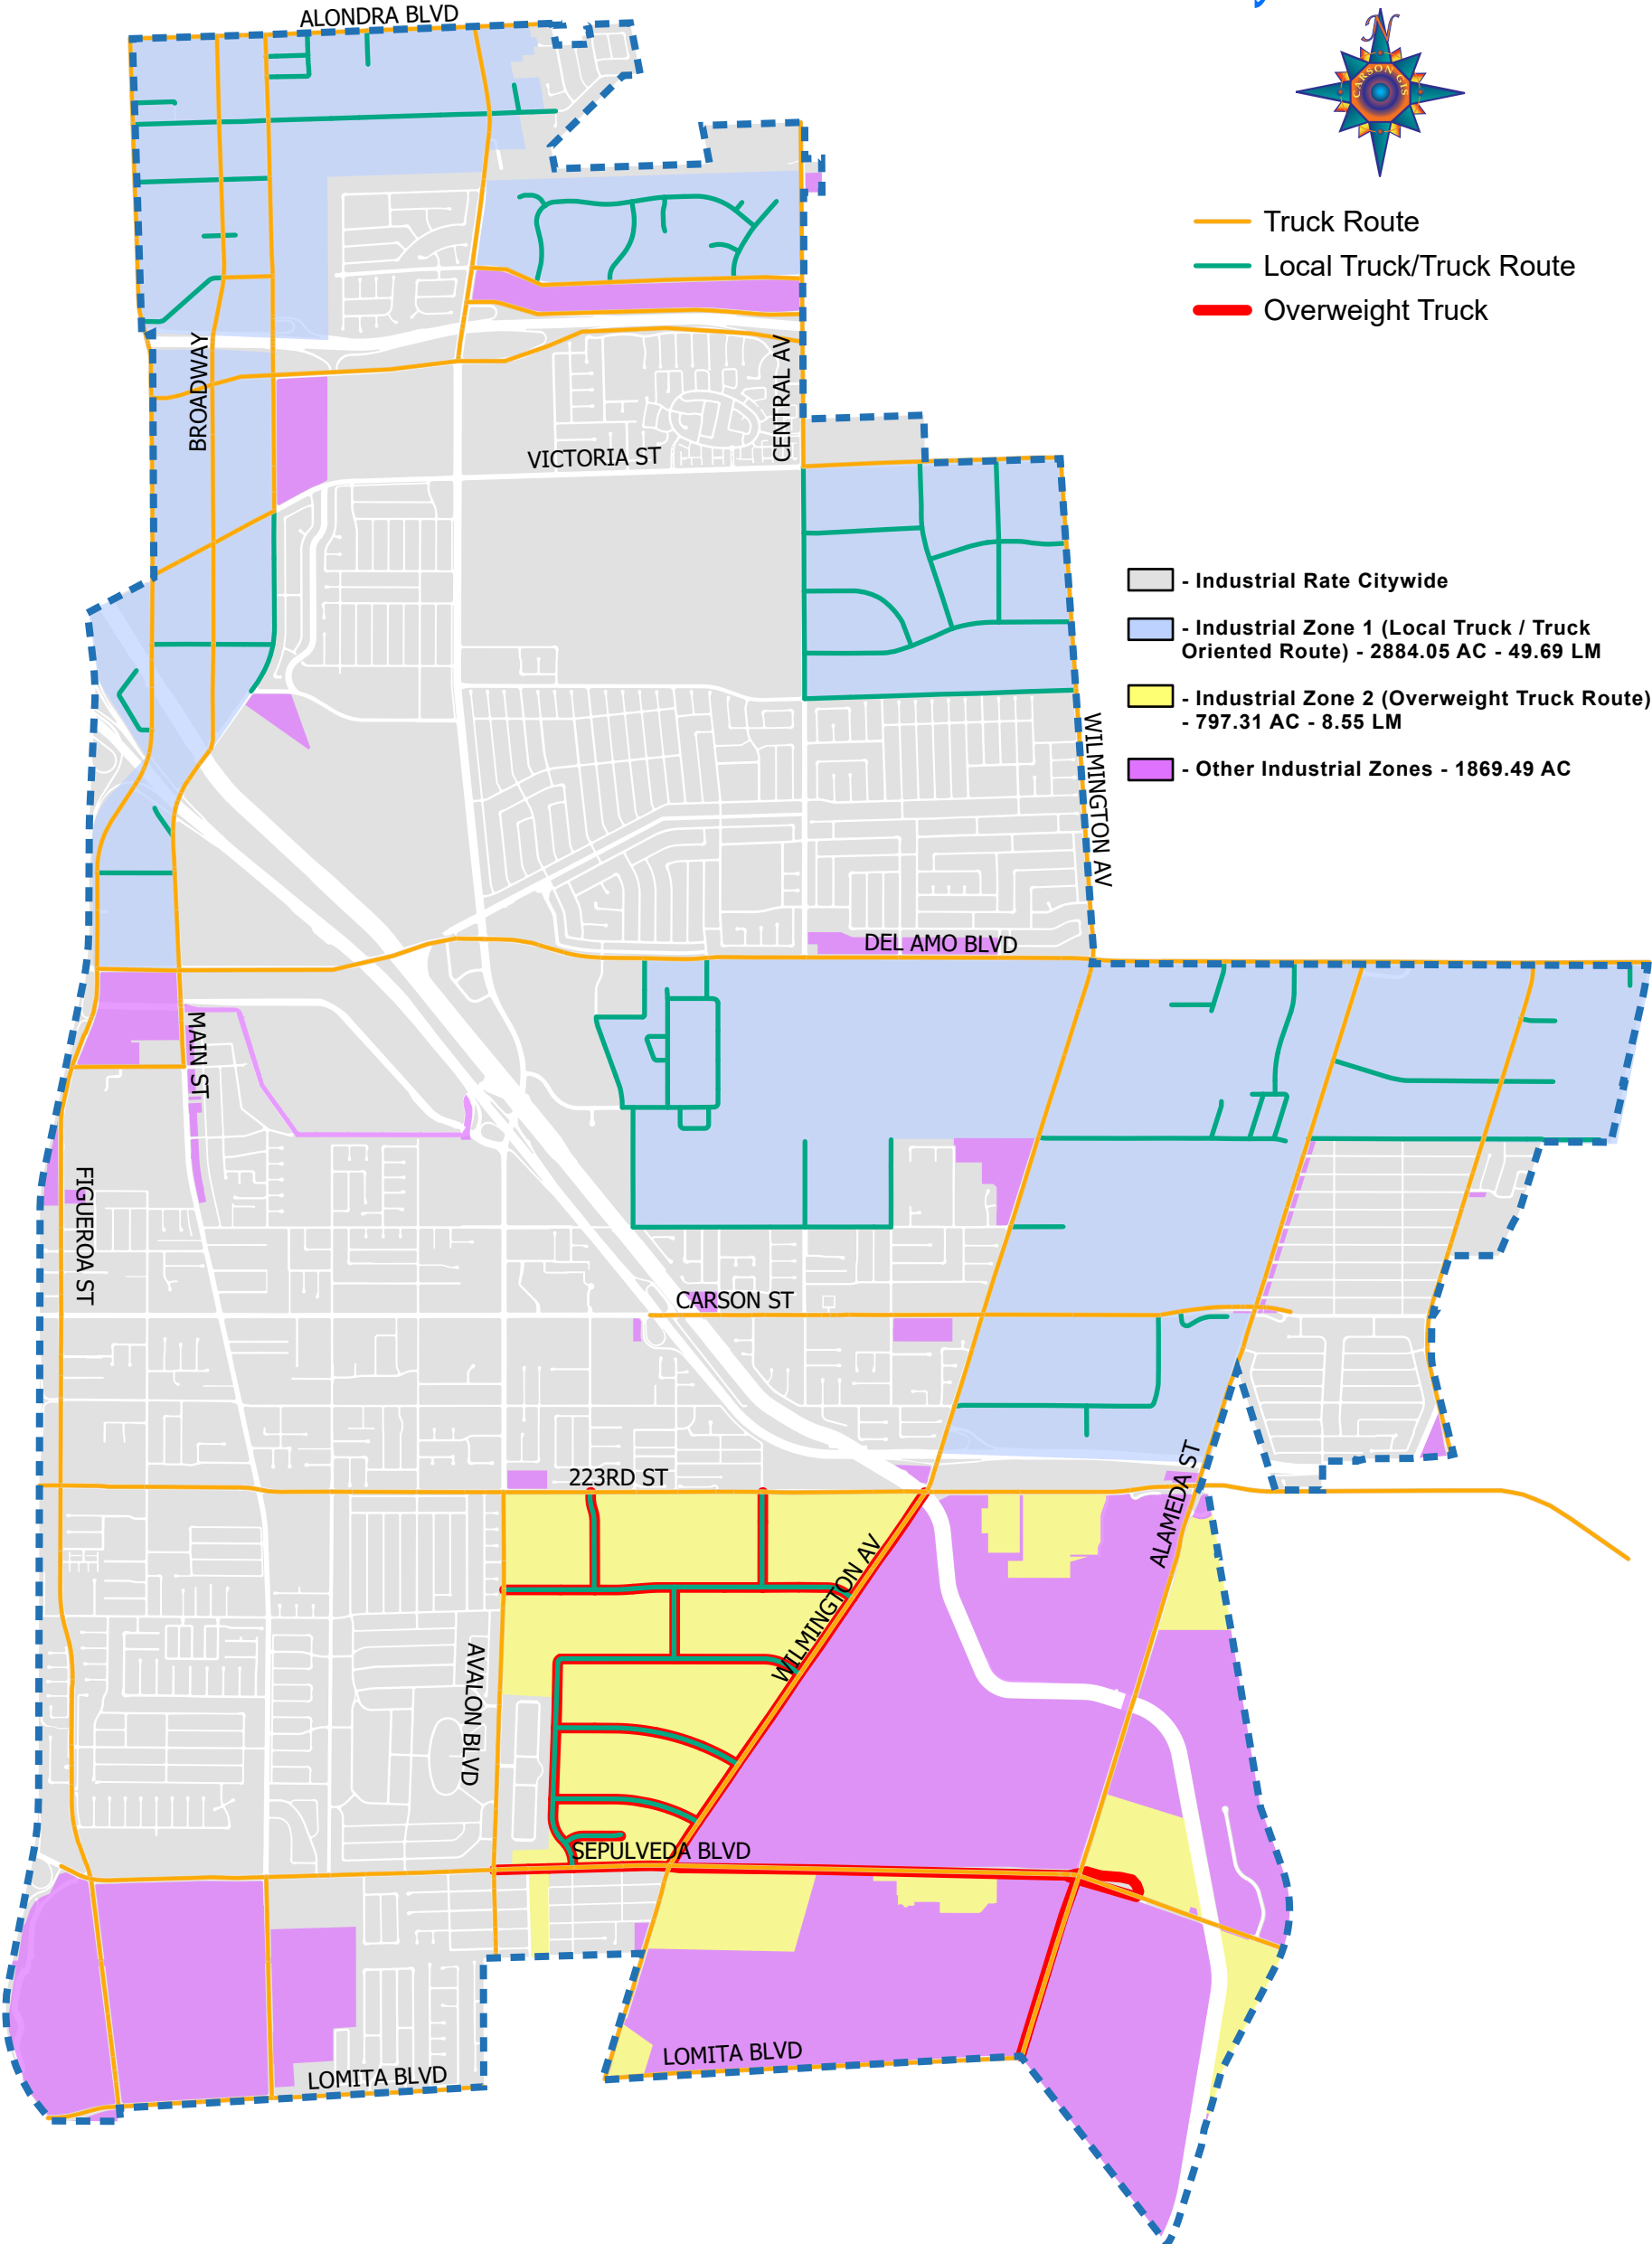 ALONDRA BLVD
N
CARSON GIS
Truck Route
Local Truck/Truck Route
Overweight Truck
BROADWAY
CENTRAL AV
VICTORIA ST
- Industrial Rate Citywide
- Industrial Zone 1 (Local Truck / Truck
Oriented Route) - 2884.05 AC - 49.69 LM
- Industrial Zone 2 (Overweight Truck Route)
- 797.31 AC - 8.55 LM
- Other Industrial Zones - 1869.49 AC
WILMINGTON AV
DEL AMO BLVD
MAIN ST
FIGUEROA ST
CARSON ST
223RD ST
ALAMEDA ST
WILMINGTON AV
AVALON BLVD
SEPULVEDA BLVD
LOMITA BLVD
LOMITA BLVD